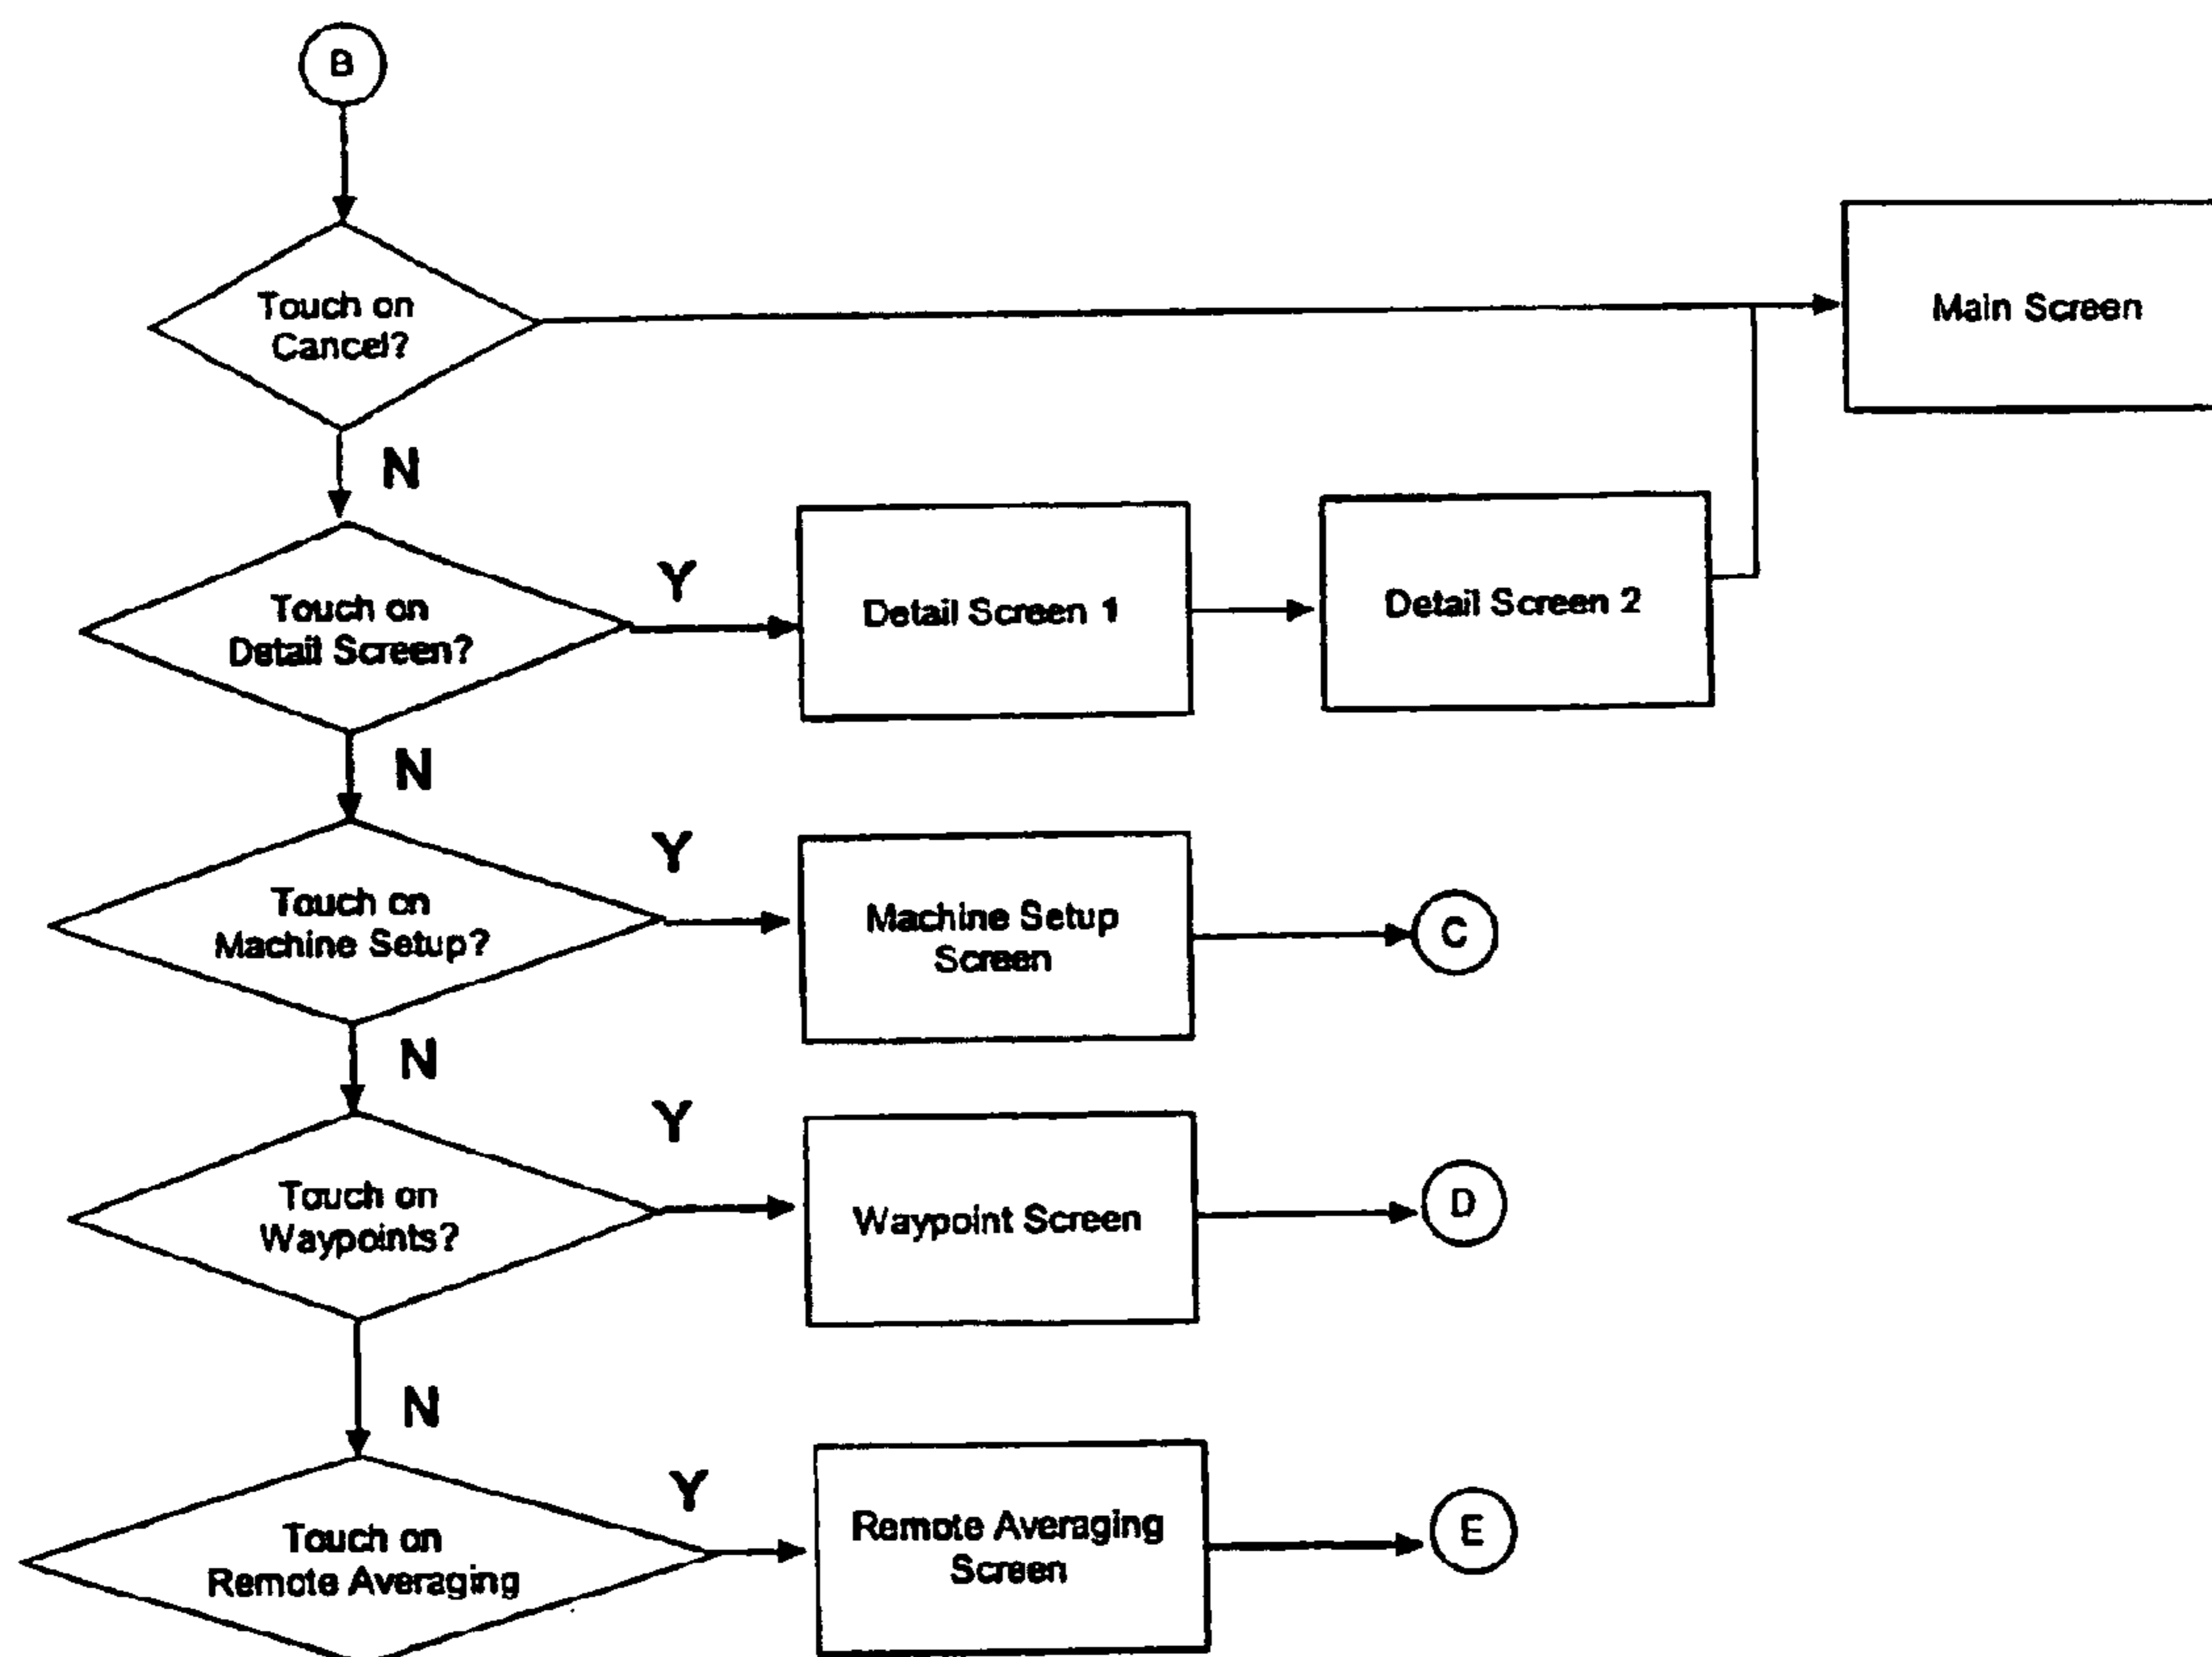 B
Touch on
Cancel?
Main Screen
N
Touch on
Detail Screen?
Y
Detail Screen 1
Detail Screen 2
N
Touch on
Machine Setup?
Y
Machine Setup
Screen
C
N
Touch on
Waypoints?
Y
Waypoint Screen
D
N
Touch on
Remote Averaging
Y
Remote Averaging
Screen
E